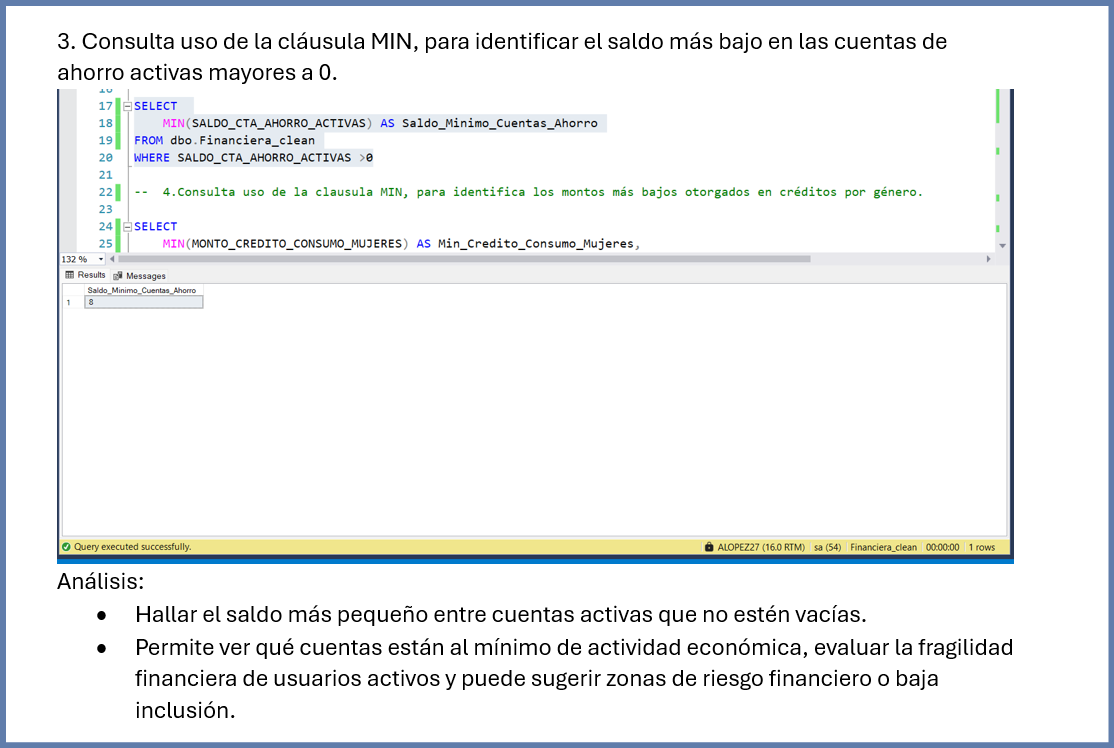 3. Consulta uso de la cláusula MIN, para identificar el saldo más bajo en las cuentas de
ahorro activas mayores a 0.
16
17 SELECT
18 MIN(SALDO_CTA_AHORRO_ACTIVAS) AS Saldo_Minimo_Cuentas_Ahorro
19 FROM dbo.Financiera_clean
20 WHERE SALDO_CTA_AHORRO_ACTIVAS >0
21
22 -- 4.Consulta uso de la clausula MIN, para identifica los montos más bajos otorgados en créditos por género.
23
24 SELECT
25 MIN(MONTO_CREDITO_CONSUMO_MUJERES) AS Min_Credito_Consumo_Mujeres,
132 %
Results Messages
Saldo_Minimo_Cuentas_Ahorro
1 8
Query executed successfully. ALOPEZ27 (16.0 RTM) sa (54) Financiera_clean 00:00:00 1 rows
Análisis:
• Hallar el saldo más pequeño entre cuentas activas que no estén vacías.
• Permite ver qué cuentas están al mínimo de actividad económica, evaluar la fragilidad
financiera de usuarios activos y puede sugerir zonas de riesgo financiero o baja
inclusión.